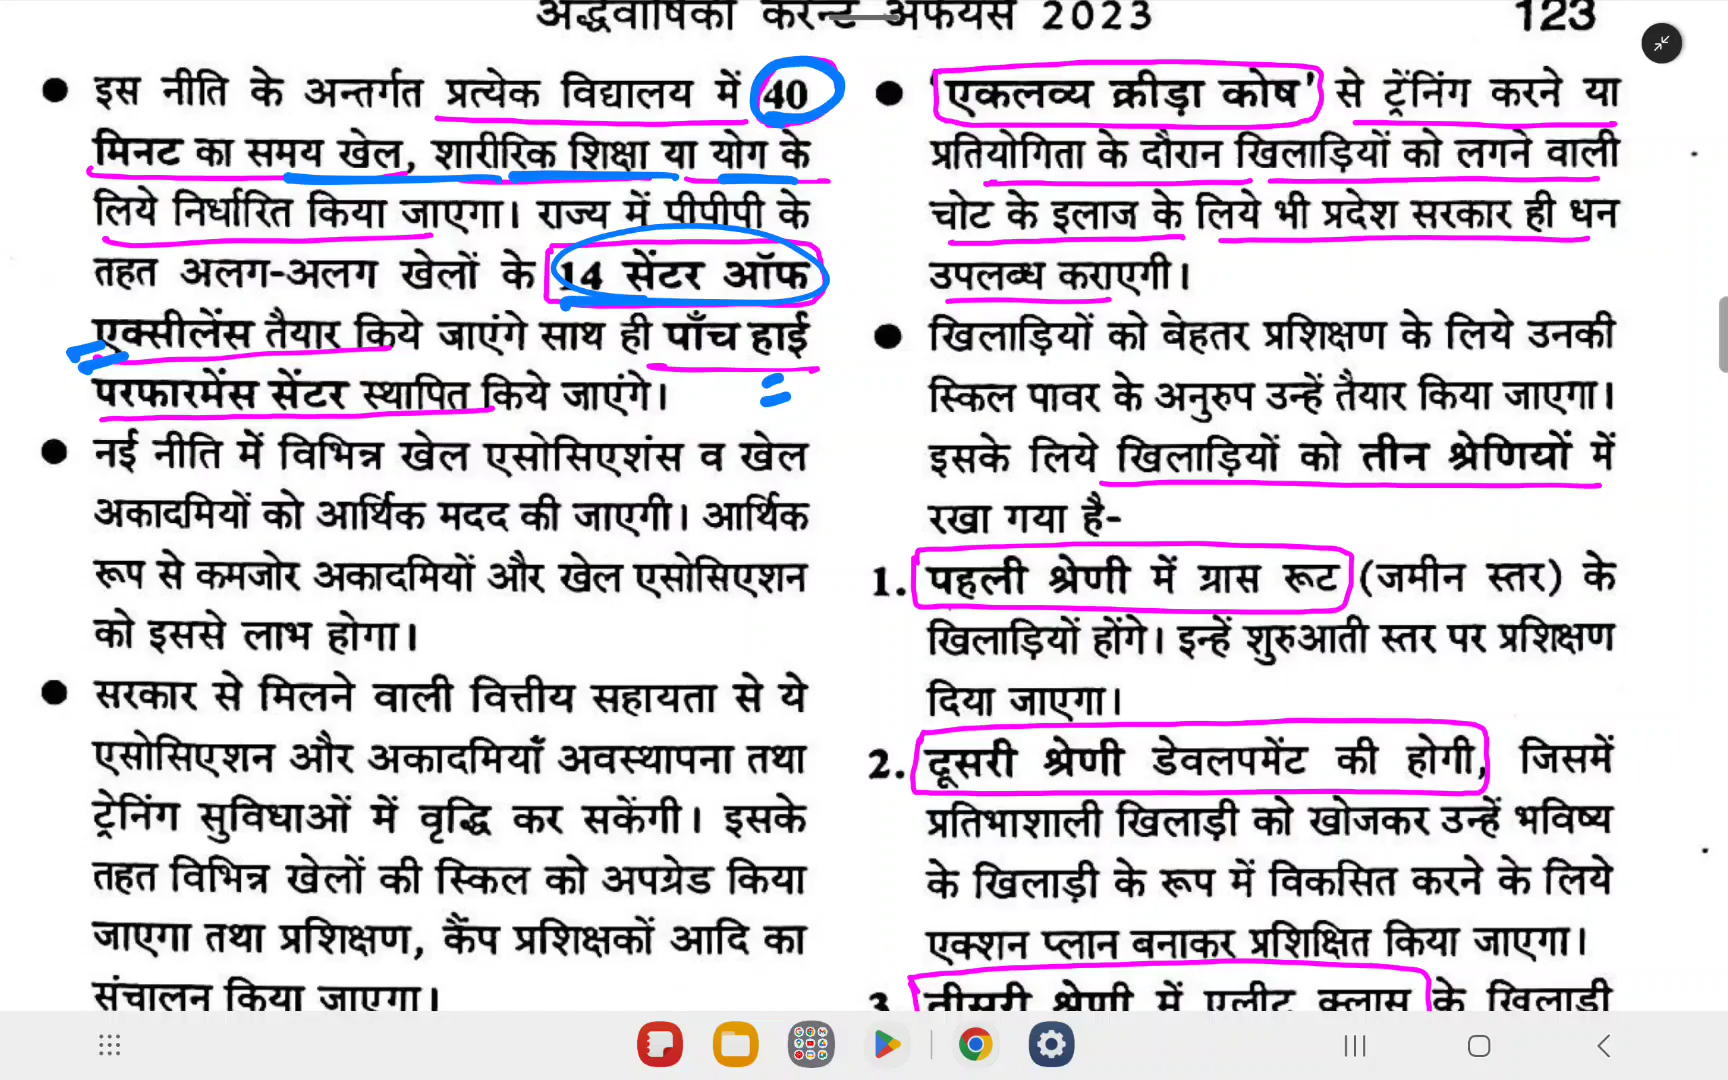 अर्द्धवार्षिकी करेन्ट अफेयर्स 2023
123
● इस नीति के अन्तर्गत प्रत्येक विद्यालय में 40
मिनट का समय खेल, शारीरिक शिक्षा या योग के
लिये निर्धारित किया जाएगा। राज्य में पीपीपी के
तहत अलग-अलग खेलों के 14 सेंटर ऑफ
एक्सीलेंस तैयार किये जाएंगे साथ ही पाँच हाई
परफारमेंस सेंटर स्थापित किये जाएंगे।
● नई नीति में विभिन्न खेल एसोसिएशंस व खेल
अकादमियों को आर्थिक मदद की जाएगी। आर्थिक
रूप से कमजोर अकादमियों और खेल एसोसिएशन
को इससे लाभ होगा।
● सरकार से मिलने वाली वित्तीय सहायता से ये
एसोसिएशन और अकादमियाँ अवस्थापना तथा
ट्रेनिंग सुविधाओं में वृद्धि कर सकेंगी। इसके
तहत विभिन्न खेलों की स्किल को अपग्रेड किया
जाएगा तथा प्रशिक्षण, कैंप प्रशिक्षकों आदि का
संचालन किया जाएगा।
● 'एकलव्य क्रीड़ा कोष' से ट्रेंनिंग करने या
प्रतियोगिता के दौरान खिलाड़ियों को लगने वाली
चोट के इलाज के लिये भी प्रदेश सरकार ही धन
उपलब्ध कराएगी।
● खिलाड़ियों को बेहतर प्रशिक्षण के लिये उनकी
स्किल पावर के अनुरुप उन्हें तैयार किया जाएगा।
इसके लिये खिलाड़ियों को तीन श्रेणियों में
रखा गया है-
1. पहली श्रेणी में ग्रास रूट (जमीन स्तर) के
खिलाड़ियों होंगे। इन्हें शुरुआती स्तर पर प्रशिक्षण
दिया जाएगा।
2. दूसरी श्रेणी डेवलपमेंट की होगी, जिसमें
प्रतिभाशाली खिलाड़ी को खोजकर उन्हें भविष्य
के खिलाड़ी के रूप में विकसित करने के लिये
एक्शन प्लान बनाकर प्रशिक्षित किया जाएगा।
3. तीसरी श्रेणी में एलीट क्लास के खिलाड़ी